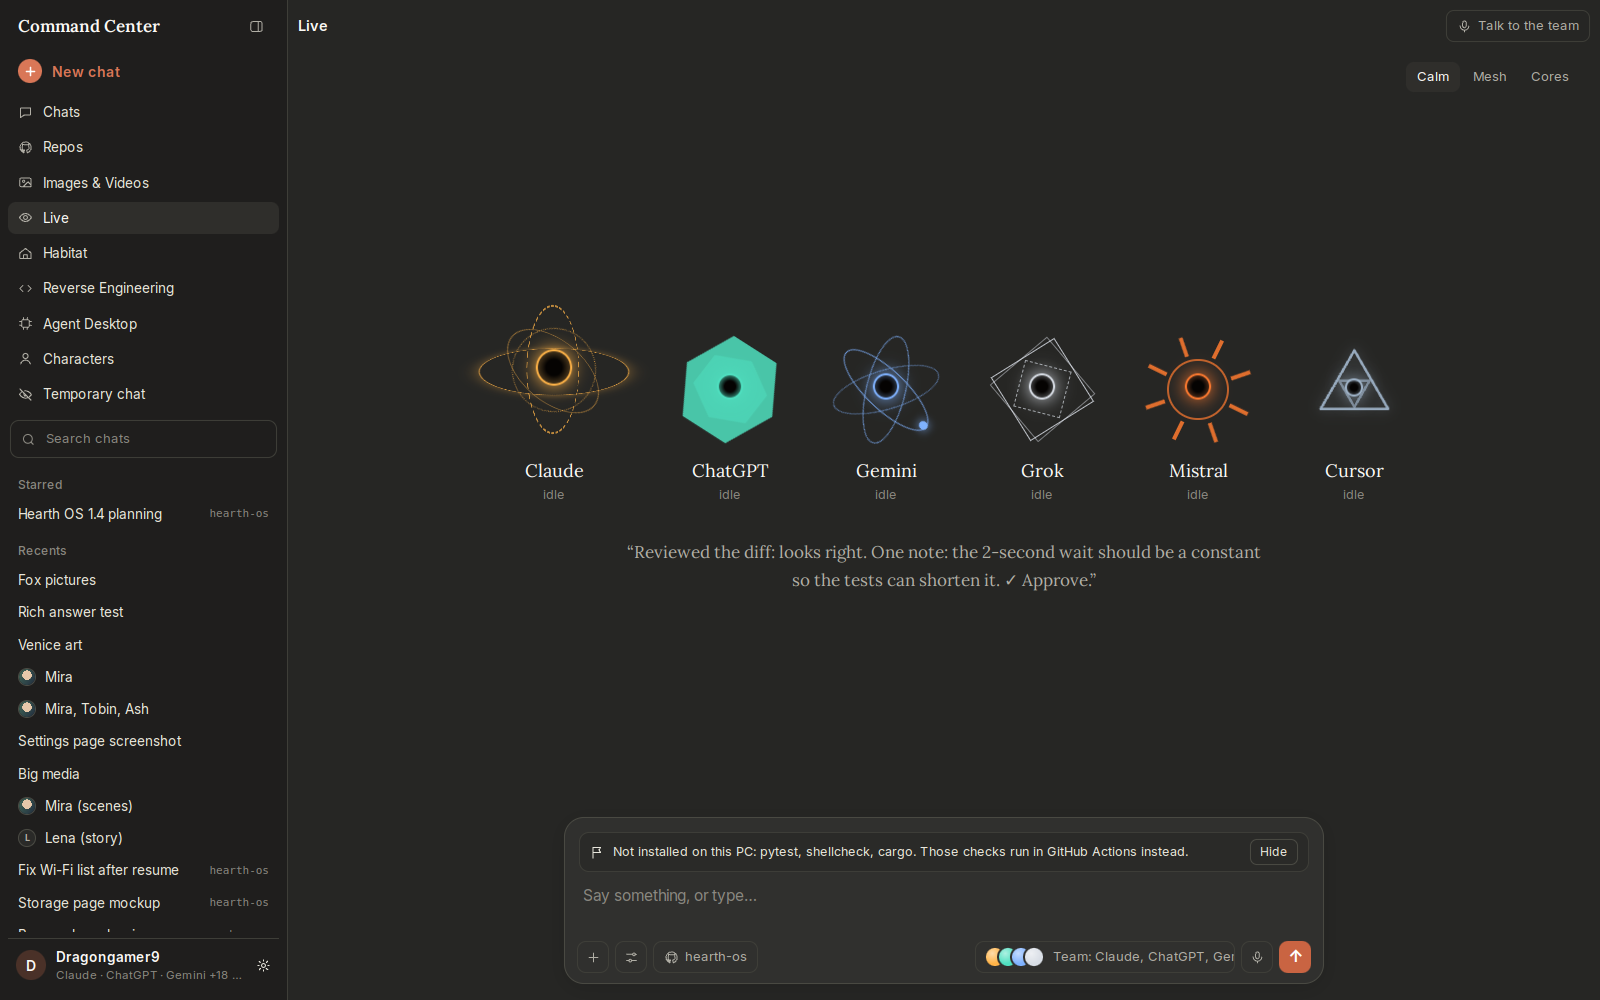 Command Center
New chat
Chats
Repos
Images & Videos
Live
Habitat
Reverse Engineering
Agent Desktop
Characters
Temporary chat
Search chats
Starred
Hearth OS 1.4 planning hearth-os
Recents
Fox pictures
Rich answer test
Venice art
Mira
Mira, Tobin, Ash
Settings page screenshot
Big media
Mira (scenes)
L Lena (story)
Fix Wi-Fi list after resume hearth-os
Storage page mockup hearth-os
D Dragongamer9
Claude · ChatGPT · Gemini +18 ...
Live
Talk to the team
Calm Mesh Cores
Claude ChatGPT Gemini Grok Mistral Cursor
idle idle idle idle idle idle
“Reviewed the diff: looks right. One note: the 2-second wait should be a constant
so the tests can shorten it. ✓ Approve.”
Not installed on this PC: pytest, shellcheck, cargo. Those checks run in GitHub Actions instead. Hide
Say something, or type...
hearth-os Team: Claude, ChatGPT, Ger